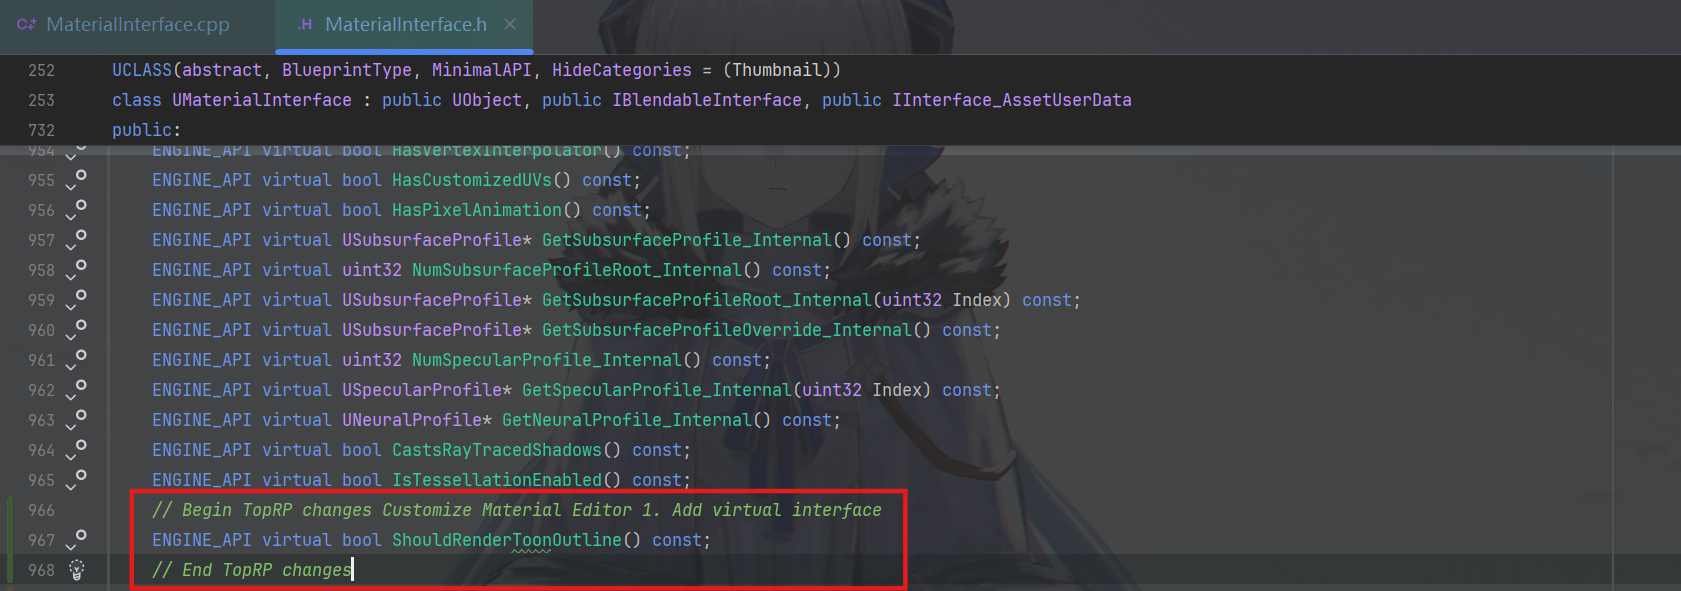 C++ MaterialInterface.cpp
.H MaterialInterface.h ×
252 UCLASS(abstract, BlueprintType, MinimalAPI, HideCategories = (Thumbnail))
253 class UMaterialInterface : public UObject, public IBlendableInterface, public IInterface_AssetUserData
732 public:
954 ENGINE_API virtual bool HasVertexInterpolator() const;
955 ENGINE_API virtual bool HasCustomizedUVs() const;
956 ENGINE_API virtual bool HasPixelAnimation() const;
957 ENGINE_API virtual USubsurfaceProfile* GetSubsurfaceProfile_Internal() const;
958 ENGINE_API virtual uint32 NumSubsurfaceProfileRoot_Internal() const;
959 ENGINE_API virtual USubsurfaceProfile* GetSubsurfaceProfileRoot_Internal(uint32 Index) const;
960 ENGINE_API virtual USubsurfaceProfile* GetSubsurfaceProfileOverride_Internal() const;
961 ENGINE_API virtual uint32 NumSpecularProfile_Internal() const;
962 ENGINE_API virtual USpecularProfile* GetSpecularProfile_Internal(uint32 Index) const;
963 ENGINE_API virtual UNeuralProfile* GetNeuralProfile_Internal() const;
964 ENGINE_API virtual bool CastsRayTracedShadows() const;
965 ENGINE_API virtual bool IsTessellationEnabled() const;
966 // Begin TopRP changes Customize Material Editor 1. Add virtual interface
967 ENGINE_API virtual bool ShouldRenderToonOutline() const;
968 // End TopRP changes